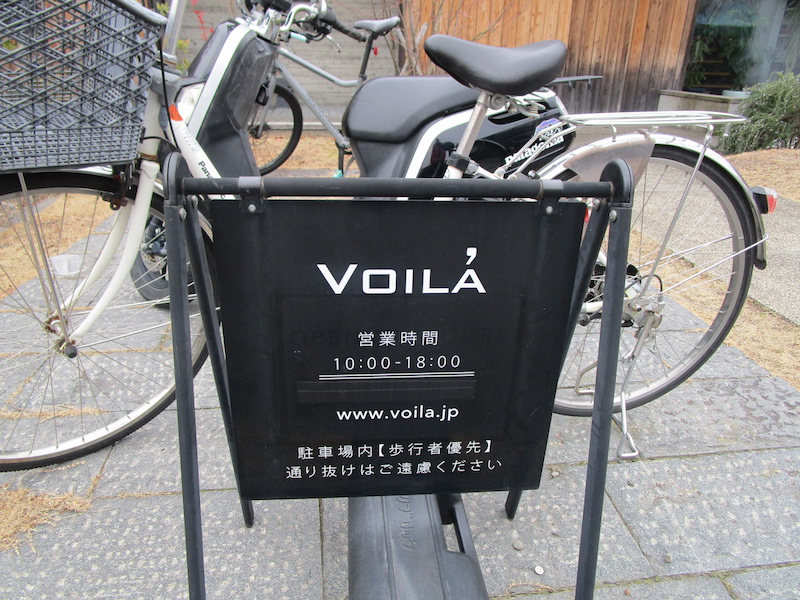 VOILÀ
営業時間
10:00-18:00
www.voila.jp
駐車場内【歩行者優先】
通り抜けはご遠慮ください